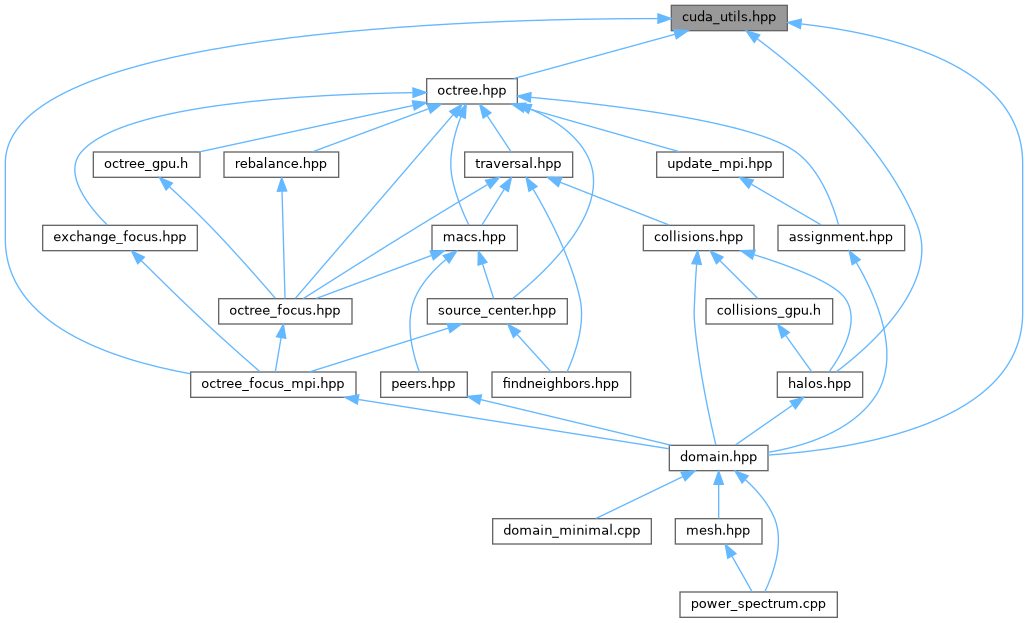 cuda_utils.hpp
octree.hpp
octree_gpu.h
rebalance.hpp
traversal.hpp
update_mpi.hpp
exchange_focus.hpp
macs.hpp
collisions.hpp
assignment.hpp
octree_focus.hpp
source_center.hpp
collisions_gpu.h
octree_focus_mpi.hpp
peers.hpp
findneighbors.hpp
halos.hpp
domain.hpp
domain_minimal.cpp
mesh.hpp
power_spectrum.cpp